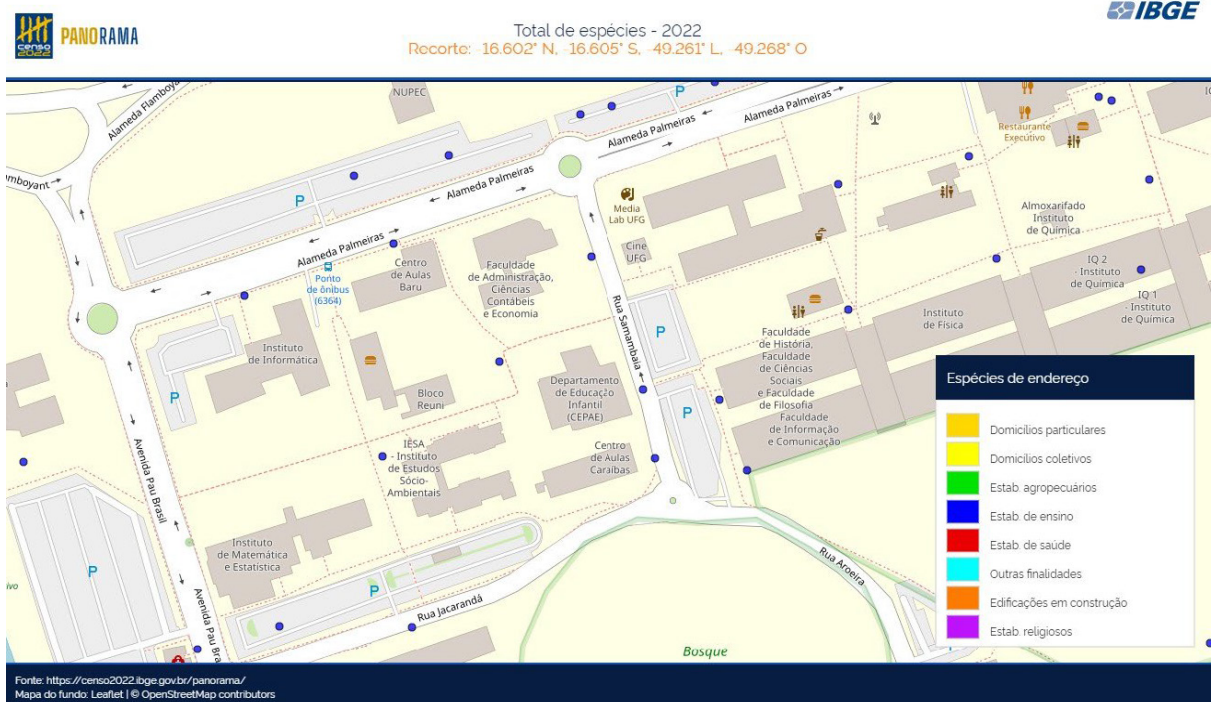 censo
2022
PANORAMA
Total de espécies - 2022
Recorte: -16.602° N, -16.605° S, -49.261° L, -49.268° O
IBGE
NUPEC
Alameda Palmeiras
Alameda Palmeiras
P
Restaurante
Executivo
Alameda Palmeiras
P
Media
Lab UFG
Cine
UFG
Almoxarifado
Instituto
de Química
Alameda Palmeiras
Ponto
de ônibus
(6364)
Centro
de Aulas
Baru
Faculdade
de Administração,
Ciências
Contábeis
e Economia
IQ 2
- Instituto
de Química
IQ 1
- Instituto
de Química
Instituto
de Informática
Rua Samambaia
P
Instituto
de Física
Faculdade
de História,
Faculdade
de Ciências
Sociais
e Faculdade
de Filosofia
Faculdade
de Informação
e Comunicação
P
Bloco
Reuni
Departamento
de Educação
Infantil
(CEPAE)
P
Avenida Pau Brasil
IESA
- Instituto
de Estudos
Sócio-
Ambientais
Centro
de Aulas
Caraíbas
Instituto
de Matemática
e Estatística
P
P
Rua Jacarandá
Rua Aroeira
Bosque
P
Espécies de endereço
Domicílios particulares
Domicílios coletivos
Estab. agropecuários
Estab. de ensino
Estab. de saúde
Outras finalidades
Edificações em construção
Estab. religiosos
Fonte: https://censo2022.ibge.gov.br/panorama/
Mapa do fundo: Leaflet | © OpenStreetMap contributors